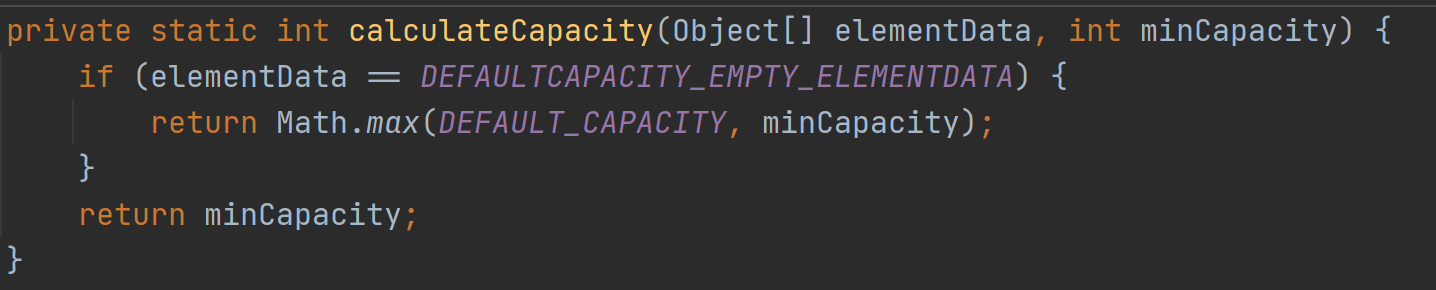 private static int calculateCapacity(Object[] elementData, int minCapacity) {
    if (elementData == DEFAULTCAPACITY_EMPTY_ELEMENTDATA) {
        return Math.max(DEFAULT_CAPACITY, minCapacity);
    }
    return minCapacity;
}